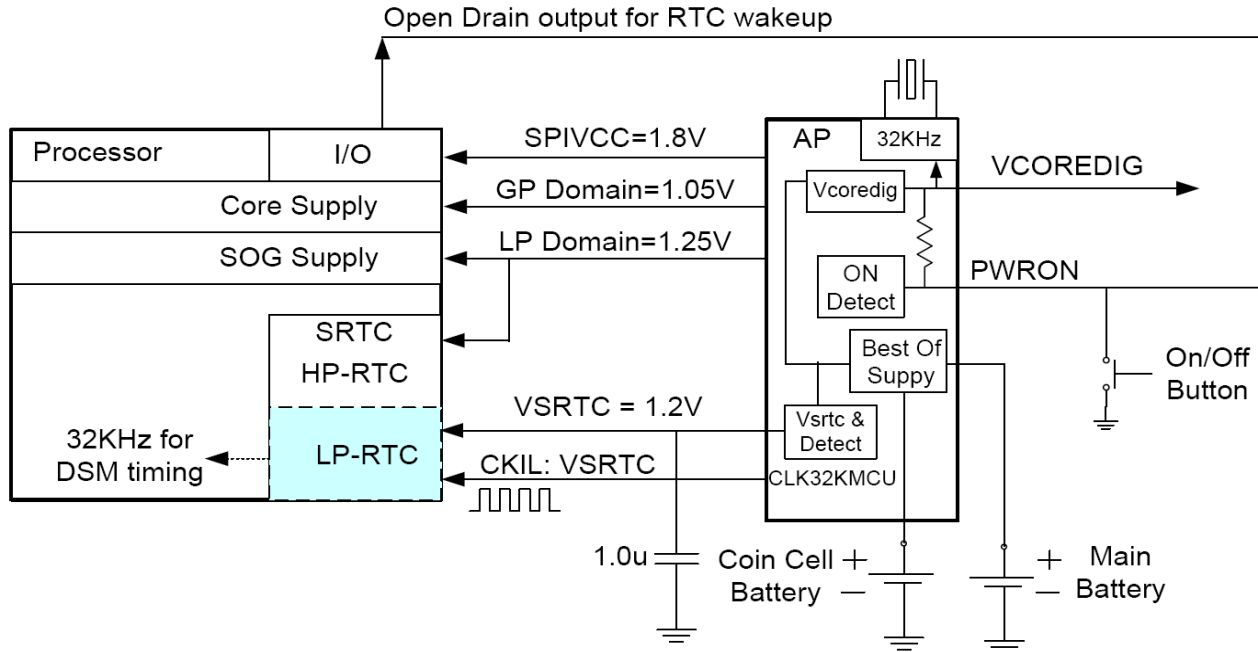 Open Drain output for RTC wakeup
Processor
I/O
Core Supply
SOG Supply
SRTC
HP-RTC
LP-RTC
32KHz for
DSM timing
SPIVCC=1.8V
GP Domain=1.05V
LP Domain=1.25V
VSRTC = 1.2V
CKIL: VSRTC
1.0u
AP
32KHz
Vcoredig
ON
Detect
Best Of
Suppy
Vsrtc &
Detect
CLK32KMCU
VCOREDIG
PWRON
On/Off
Button
Coin Cell
Battery
+
−
+
−
Main
Battery